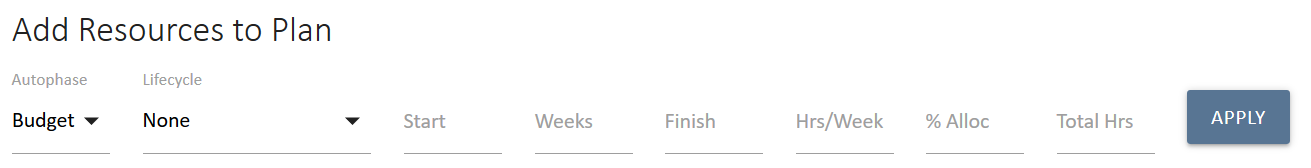 Add Resources to Plan
Autophase Lifecycle
Budget None Start Weeks Finish Hrs/Week % Alloc Total Hrs APPLY